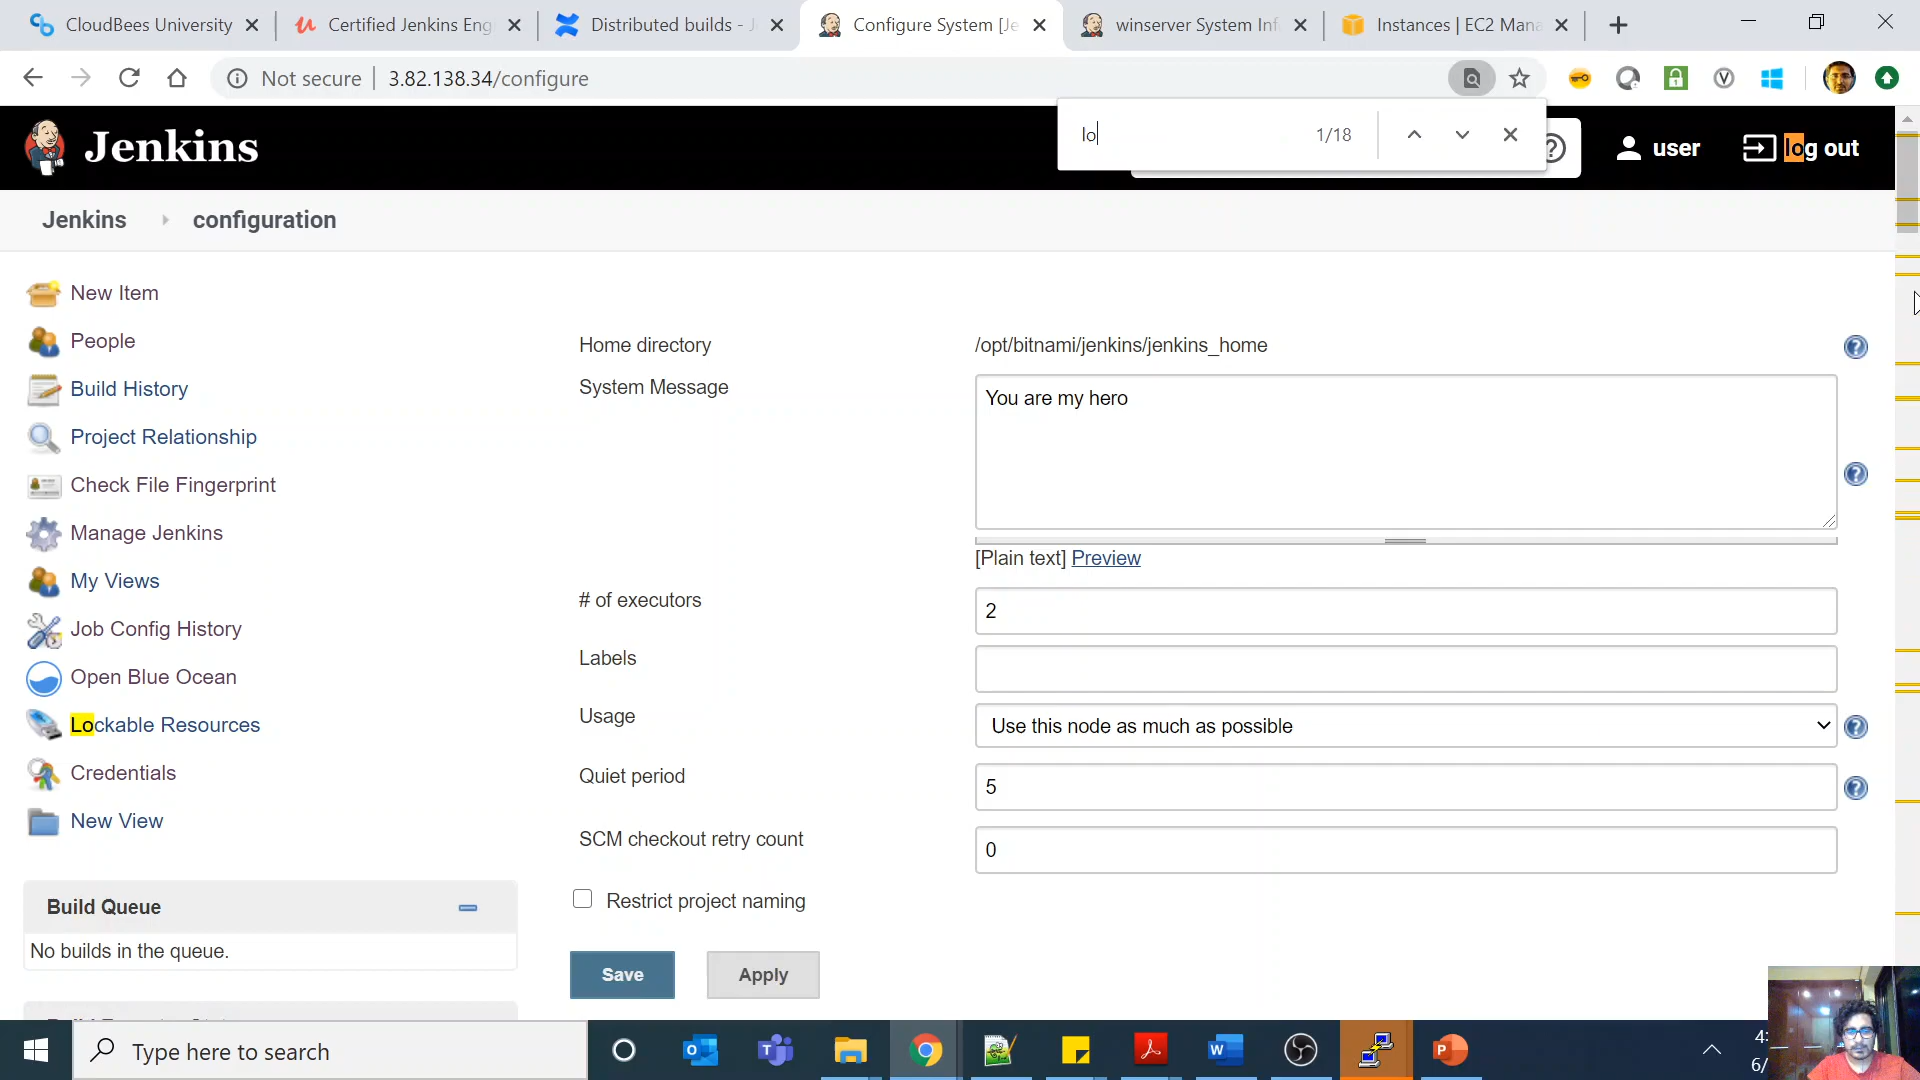 CloudBees University
Certified Jenkins Eng
Distributed builds - J
Configure System [Je
winserver System Inf
Instances | EC2 Mana
Not secure
3.82.138.34/configure
lo
1/18
Jenkins
user
log out
Jenkins
configuration
New Item
People
Build History
Project Relationship
Check File Fingerprint
Manage Jenkins
My Views
Job Config History
Open Blue Ocean
Lockable Resources
Credentials
New View
Build Queue
No builds in the queue.
Home directory
/opt/bitnami/jenkins/jenkins_home
System Message
You are my hero
[Plain text] Preview
# of executors
2
Labels
Usage
Use this node as much as possible
Quiet period
5
SCM checkout retry count
0
Restrict project naming
Save
Apply
Type here to search
4:
6/